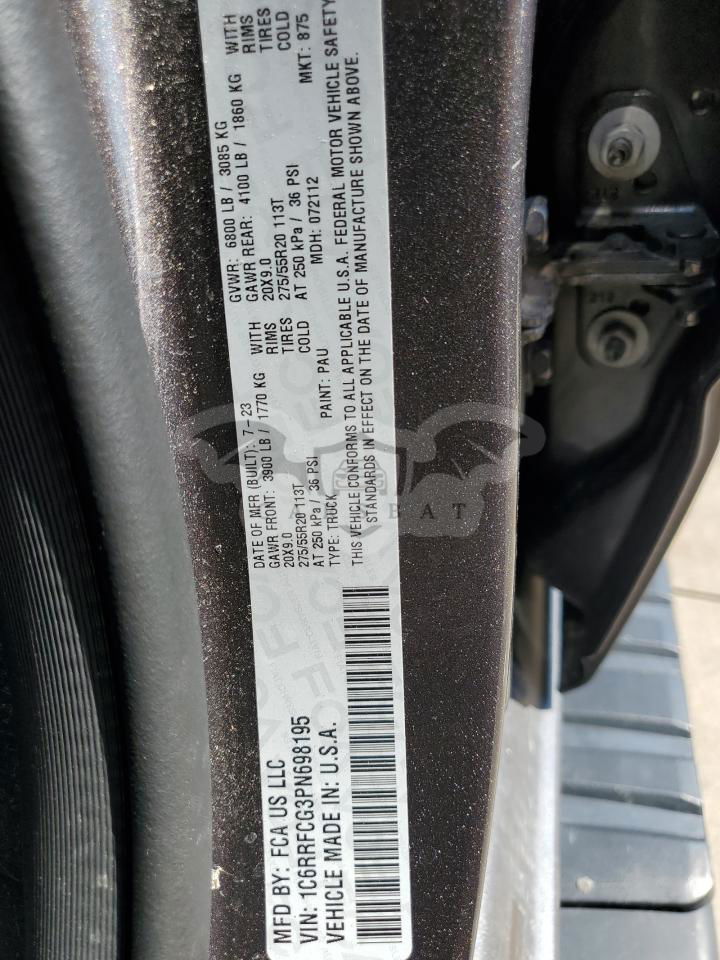 MFD BY: FCA US LLC
DATE OF MFR (BUILT): 7-23
GVWR: 6800 LB / 3085 KG
GAWR FRONT: 3900 LB / 1770 KG WITH
GAWR REAR: 4100 LB / 1860 KG WITH
20X9.0 RIMS
20X9.0 RIMS
275/55R20 113T TIRES
275/55R20 113T TIRES
AT 250 kPa / 36 PSI COLD
AT 250 kPa / 36 PSI COLD
VIN: 1C6RRFCG3PN698195
TYPE: TRUCK
PAINT: PAU
MDH: 072112
MKT: 875
VEHICLE MADE IN: U.S.A.
THIS VEHICLE CONFORMS TO ALL APPLICABLE U.S.A. FEDERAL MOTOR VEHICLE SAFETY
STANDARDS IN EFFECT ON THE DATE OF MANUFACTURE SHOWN ABOVE.